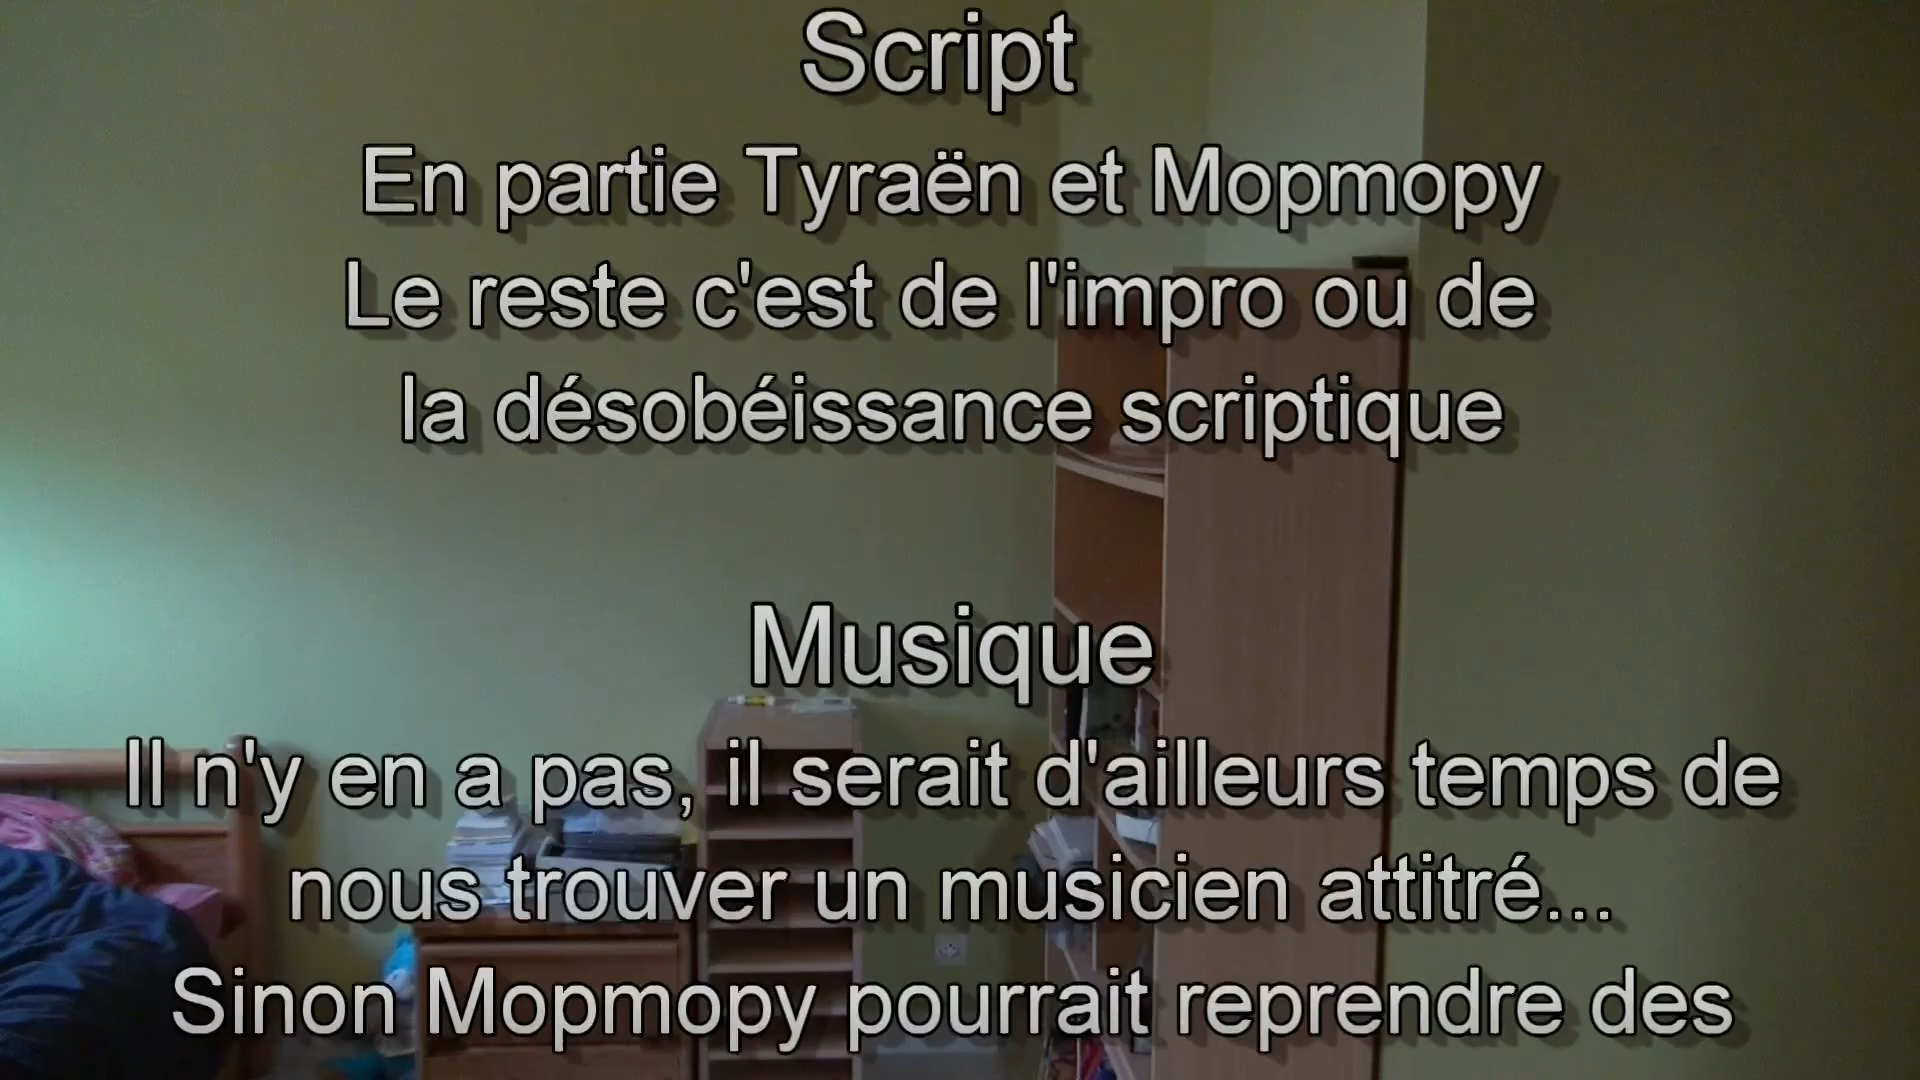 Script
En partie Tyraën et Mopmopy
Le reste c'est de l'impro ou de
la désobéissance scriptique
Musique
Il n'y en a pas, il serait d'ailleurs temps de
nous trouver un musicien attitré...
Sinon Mopmopy pourrait reprendre des